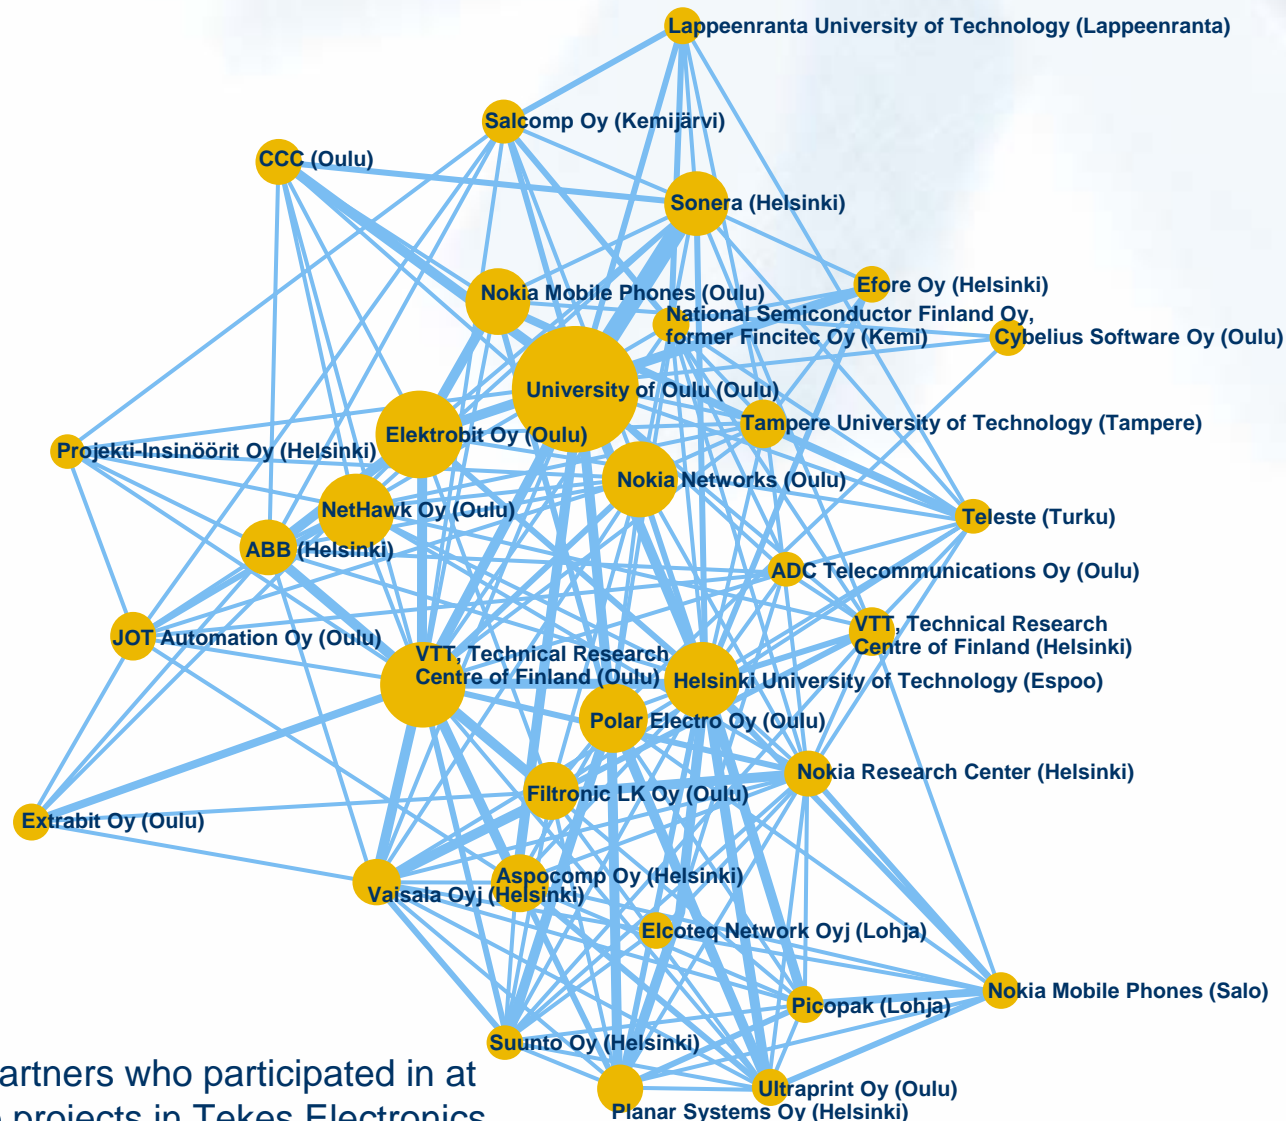 Lappeenranta University of Technology (Lappeenranta)
Salcomp Oy (Kemijärvi)
CCC (Oulu)
Sonera (Helsinki)
Efore Oy (Helsinki)
Nokia Mobile Phones (Oulu)
National Semiconductor Finland Oy,
former Fincitec Oy (Kemi)
Cybelius Software Oy (Oulu)
University of Oulu (Oulu)
Tampere University of Technology (Tampere)
Elektrobit Oy (Oulu)
Projekti-Insinöörit Oy (Helsinki)
Nokia Networks (Oulu)
NetHawk Oy (Oulu)
Teleste (Turku)
ABB (Helsinki)
ADC Telecommunications Oy (Oulu)
VTT, Technical Research
Centre of Finland (Helsinki)
JOT Automation Oy (Oulu)
VTT, Technical Research
Centre of Finland (Oulu)
Helsinki University of Technology (Espoo)
Polar Electro Oy (Oulu)
Nokia Research Center (Helsinki)
Filtronic LK Oy (Oulu)
Extrabit Oy (Oulu)
Aspocomp Oy (Helsinki)
Vaisala Oyj (Helsinki)
Elcoteq Network Oyj (Lohja)
Nokia Mobile Phones (Salo)
Picopak (Lohja)
Suunto Oy (Helsinki)
Ultraprint Oy (Oulu)
Planar Systems Oy (Helsinki)
artners who participated in at
projects in Tekes Electronics